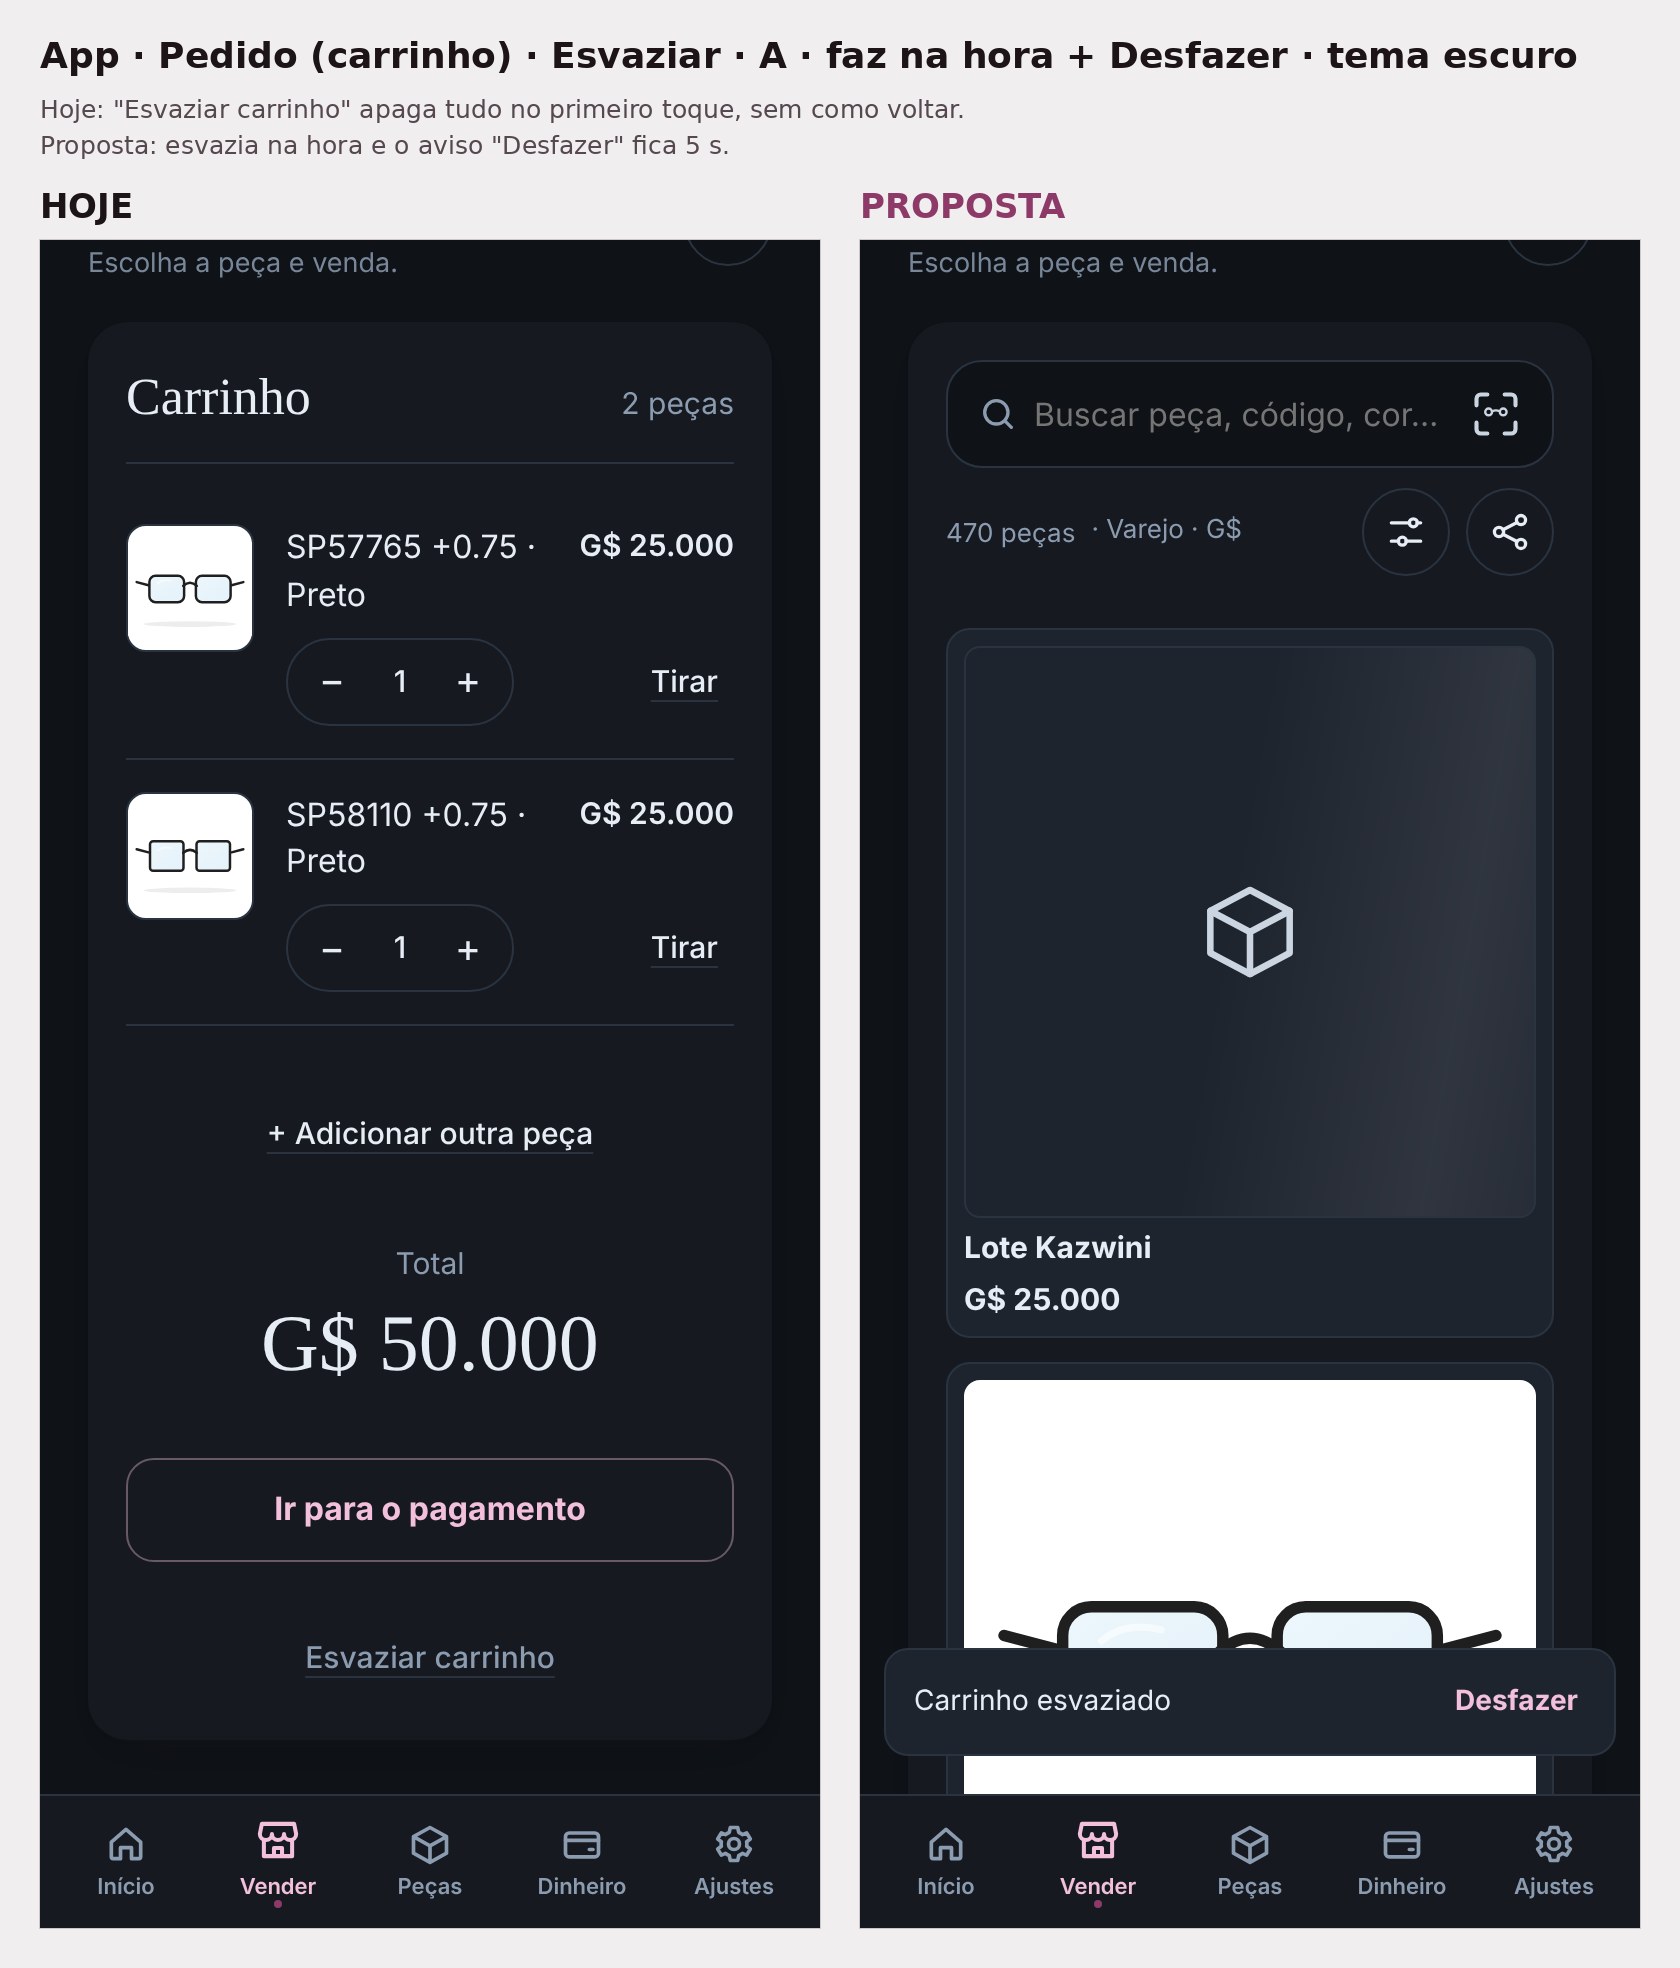 App · Pedido (carrinho) · Esvaziar · A · faz na hora + Desfazer · tema escuro
Hoje: "Esvaziar carrinho" apaga tudo no primeiro toque, sem como voltar.
Proposta: esvazia na hora e o aviso "Desfazer" fica 5 s.
HOJE
Escolha a peça e venda.
Carrinho
2 peças
SP57765 +0.75 ·
Preto
G$ 25.000
− 1 +
Tirar
SP58110 +0.75 ·
Preto
G$ 25.000
− 1 +
Tirar
+ Adicionar outra peça
Total
G$ 50.000
Ir para o pagamento
Esvaziar carrinho
Início
Vender
Peças
Dinheiro
Ajustes
PROPOSTA
Escolha a peça e venda.
Buscar peça, código, cor...
470 peças · Varejo · G$
Lote Kazwini
G$ 25.000
Carrinho esvaziado
Desfazer
Início
Vender
Peças
Dinheiro
Ajustes